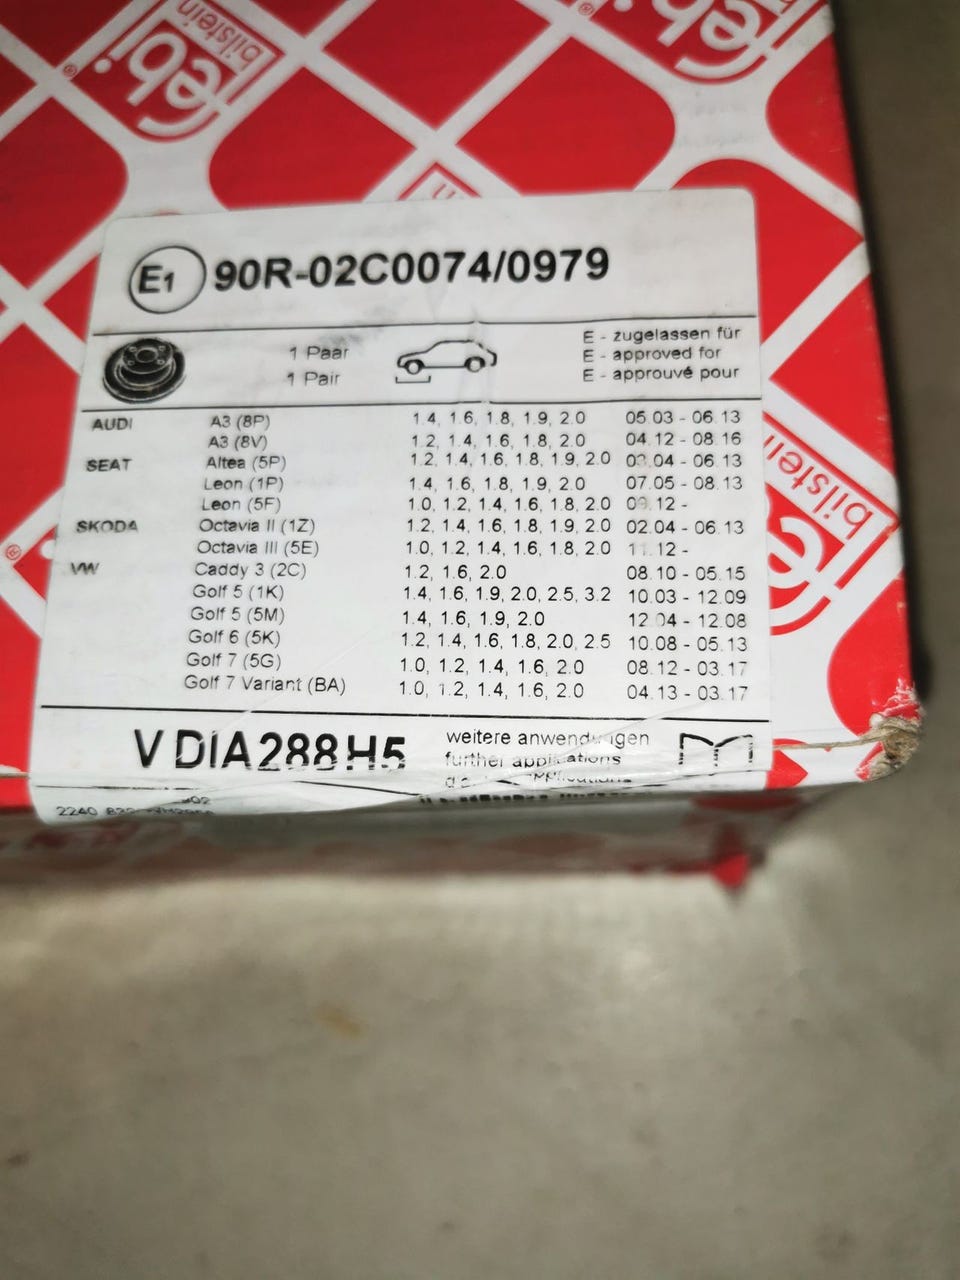 febi
bilstein
®
febi
®
E1 90R-02C0074/0979
1 Paar
1 Pair
E - zugelassen für
E - approved for
E - approuvé pour
AUDI A3 (8P) 1.4, 1.6, 1.8, 1.9, 2.0 05.03 - 06.13
A3 (8V) 1.2, 1.4, 1.6, 1.8, 2.0 04.12 - 08.16
SEAT Altea (5P) 1.2, 1.4, 1.6, 1.8, 1.9, 2.0 03.04 - 06.13
Leon (1P) 1.4, 1.6, 1.8, 1.9, 2.0 07.05 - 08.13
Leon (5F) 1.0, 1.2, 1.4, 1.6, 1.8, 2.0 09.12 -
SKODA Octavia II (1Z) 1.2, 1.4, 1.6, 1.8, 1.9, 2.0 02.04 - 06.13
Octavia III (5E) 1.0, 1.2, 1.4, 1.6, 1.8, 2.0 11.12 -
VW Caddy 3 (2C) 1.2, 1.6, 2.0 08.10 - 05.15
Golf 5 (1K) 1.4, 1.6, 1.9, 2.0, 2.5, 3.2 10.03 - 12.09
Golf 5 (5M) 1.4, 1.6, 1.9, 2.0 12.04 - 12.08
Golf 6 (5K) 1.2, 1.4, 1.6, 1.8, 2.0, 2.5 10.08 - 05.13
Golf 7 (5G) 1.0, 1.2, 1.4, 1.6, 2.0 08.12 - 03.17
Golf 7 Variant (BA) 1.0, 1.2, 1.4, 1.6, 2.0 04.13 - 03.17
V DIA288H5
weitere anwendungen
further applications
applications
2240
febi
bilstein
®